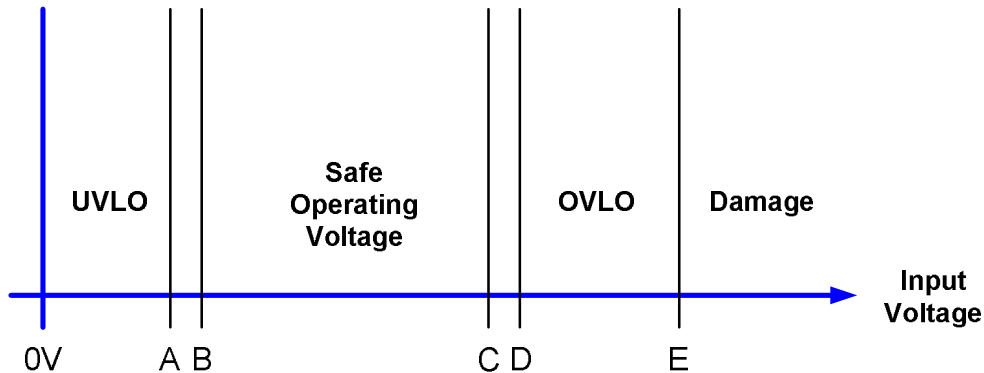 Safe
Operating
Voltage
UVLO
OVLO
Damage
Input
Voltage
0V
A
B
C
D
E